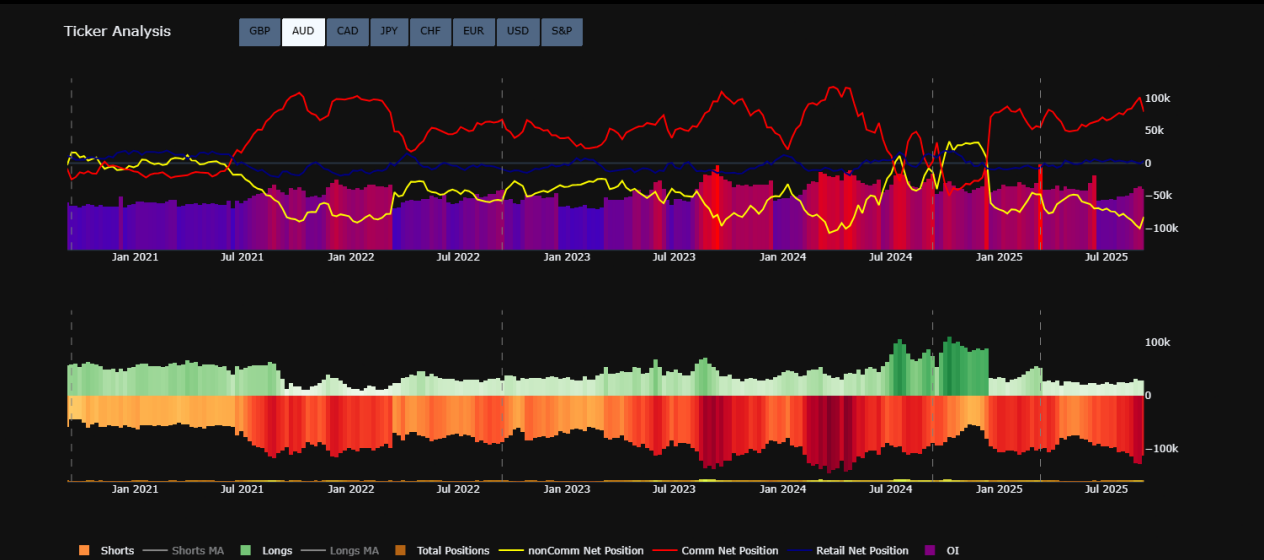 Ticker Analysis GBP AUD CAD JPY CHF EUR USD S&P
100k
50k
0
−50k
−100k
Jan 2021 Jul 2021 Jan 2022 Jul 2022 Jan 2023 Jul 2023 Jan 2024 Jul 2024 Jan 2025 Jul 2025
100k
0
−100k
Jan 2021 Jul 2021 Jan 2022 Jul 2022 Jan 2023 Jul 2023 Jan 2024 Jul 2024 Jan 2025 Jul 2025
Shorts Shorts MA Longs Longs MA Total Positions nonComm Net Position Comm Net Position Retail Net Position OI